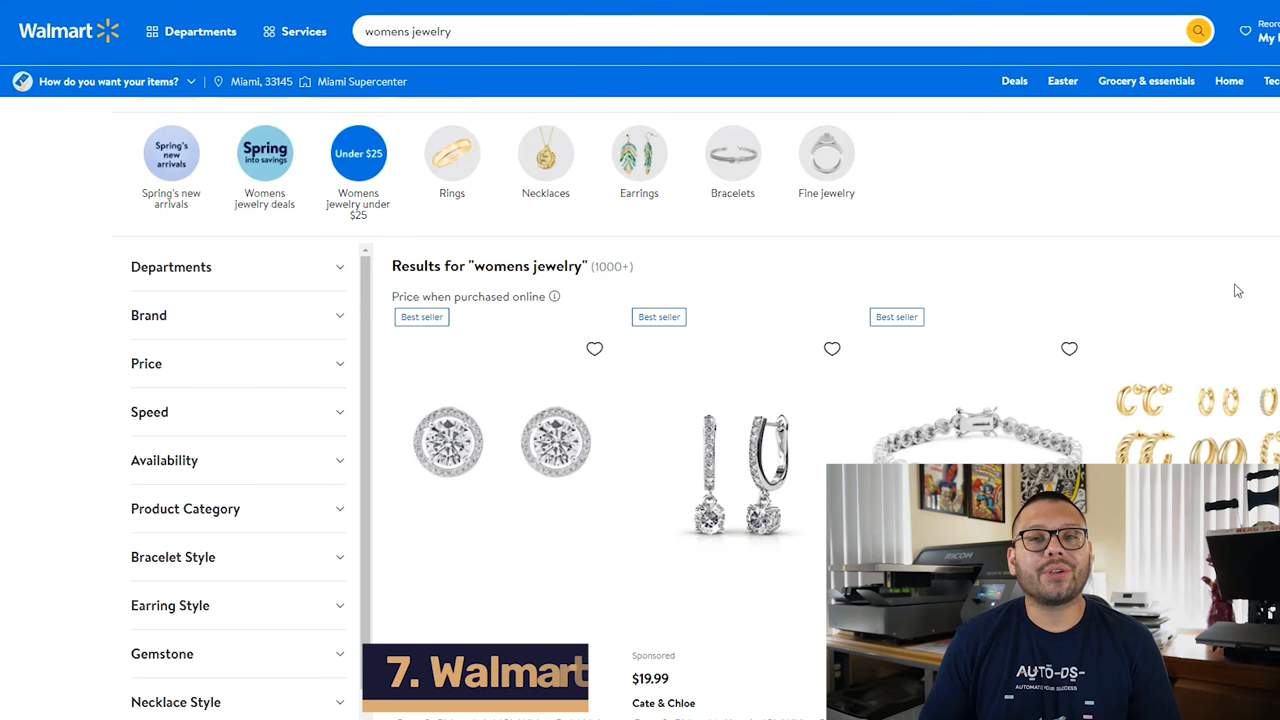 Walmart
Departments
Services
womens jewelry
Reor
My
How do you want your items?
Miami, 33145
Miami Supercenter
Deals
Easter
Grocery & essentials
Home
Tec
Spring's
new
arrivals
Spring
into savings
Under $25
Spring's new
arrivals
Womens
jewelry deals
Womens
jewelry under
$25
Rings
Necklaces
Earrings
Bracelets
Fine jewelry
Departments
Brand
Price
Speed
Availability
Product Category
Bracelet Style
Earring Style
Gemstone
Necklace Style
Results for "womens jewelry" (1000+)
Price when purchased online
Best seller
Best seller
Best seller
7. Walmart
Sponsored
$19.99
Cate & Chloe
RICOH
AUTO-DS-
AUTOMATE YOUR SUCCESS